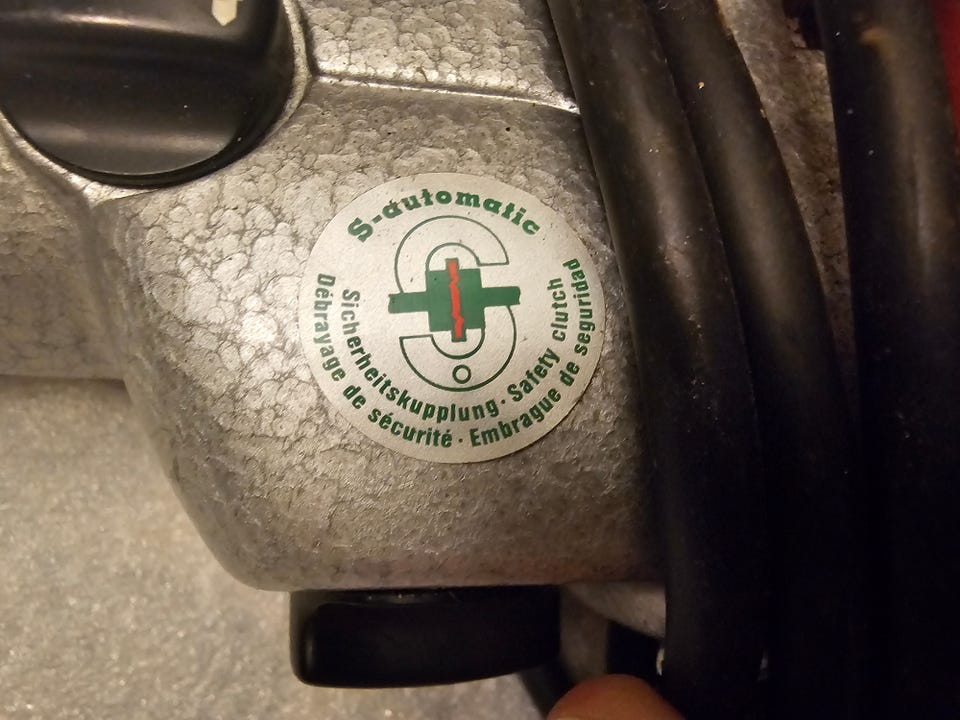 S-automatic
Sicherheitskupplung · Safety clutch
Débrayage de sécurité · Embrague de seguridad